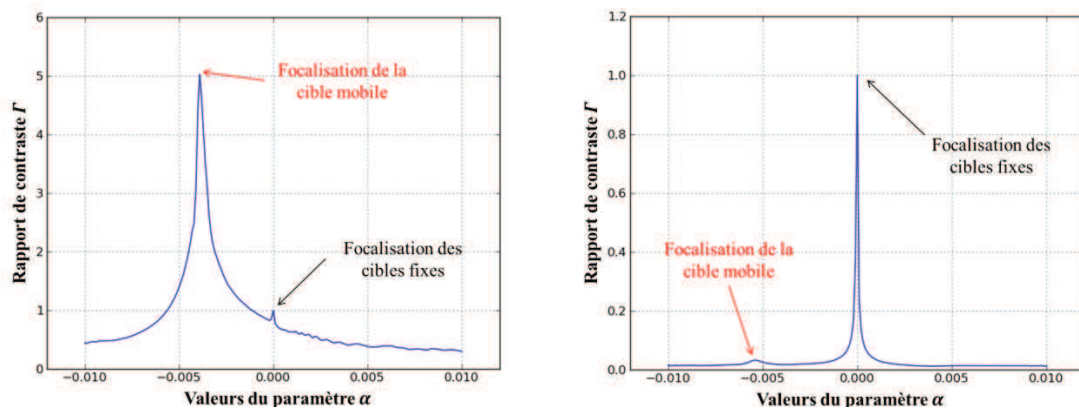 6
5
4
3
2
1
0
Rapport de contraste Γ
Focalisation de la
cible mobile
Focalisation des
cibles fixes
−0.010
−0.005
0.000
0.005
0.010
Valeurs du paramètre α
1.2
1.0
0.8
0.6
0.4
0.2
0.0
Rapport de contraste Γ
Focalisation des
cibles fixes
Focalisation de la
cible mobile
−0.010
−0.005
0.000
0.005
0.010
Valeurs du paramètre α